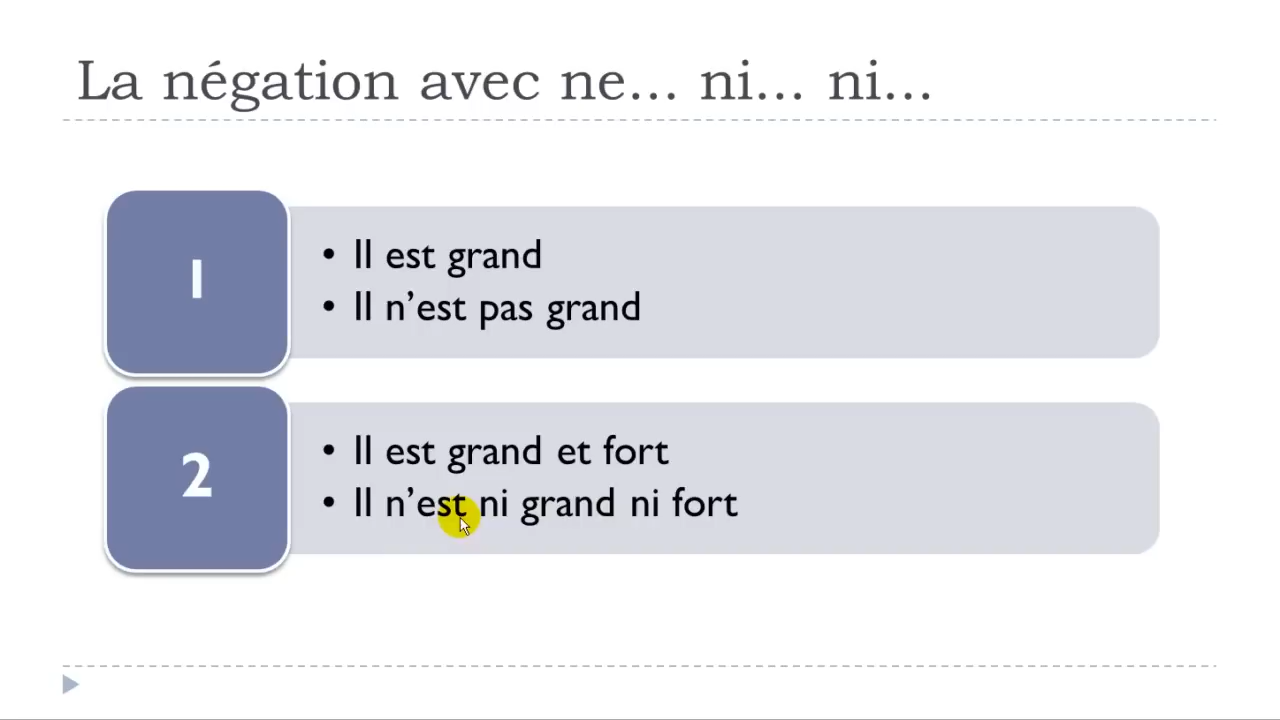 La négation avec ne… ni… ni…
1
• Il est grand
• Il n’est pas grand
2
• Il est grand et fort
• Il n’est ni grand ni fort